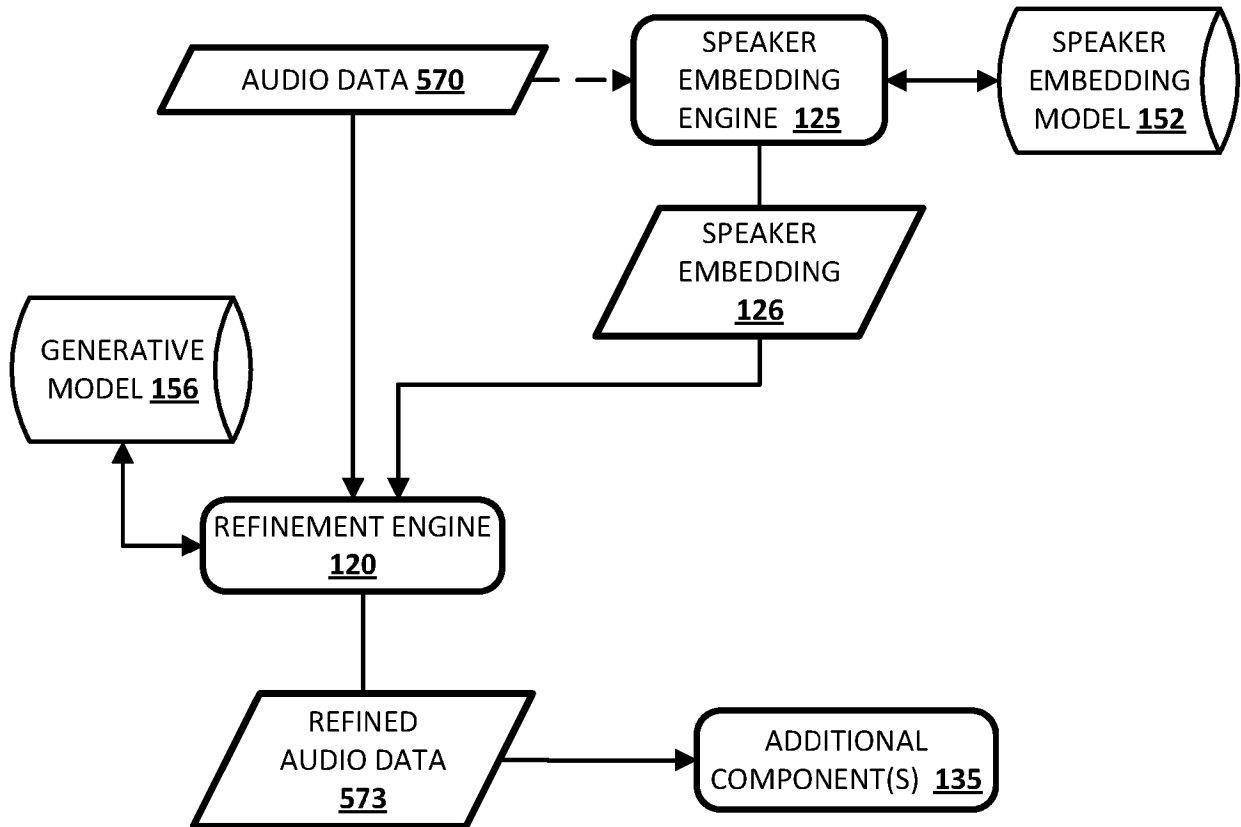 AUDIO DATA 570
SPEAKER
EMBEDDING
ENGINE 125
SPEAKER
EMBEDDING
MODEL 152
SPEAKER
EMBEDDING
126
GENERATIVE
MODEL 156
REFINEMENT ENGINE
120
REFINED
AUDIO DATA
573
ADDITIONAL
COMPONENT(S) 135